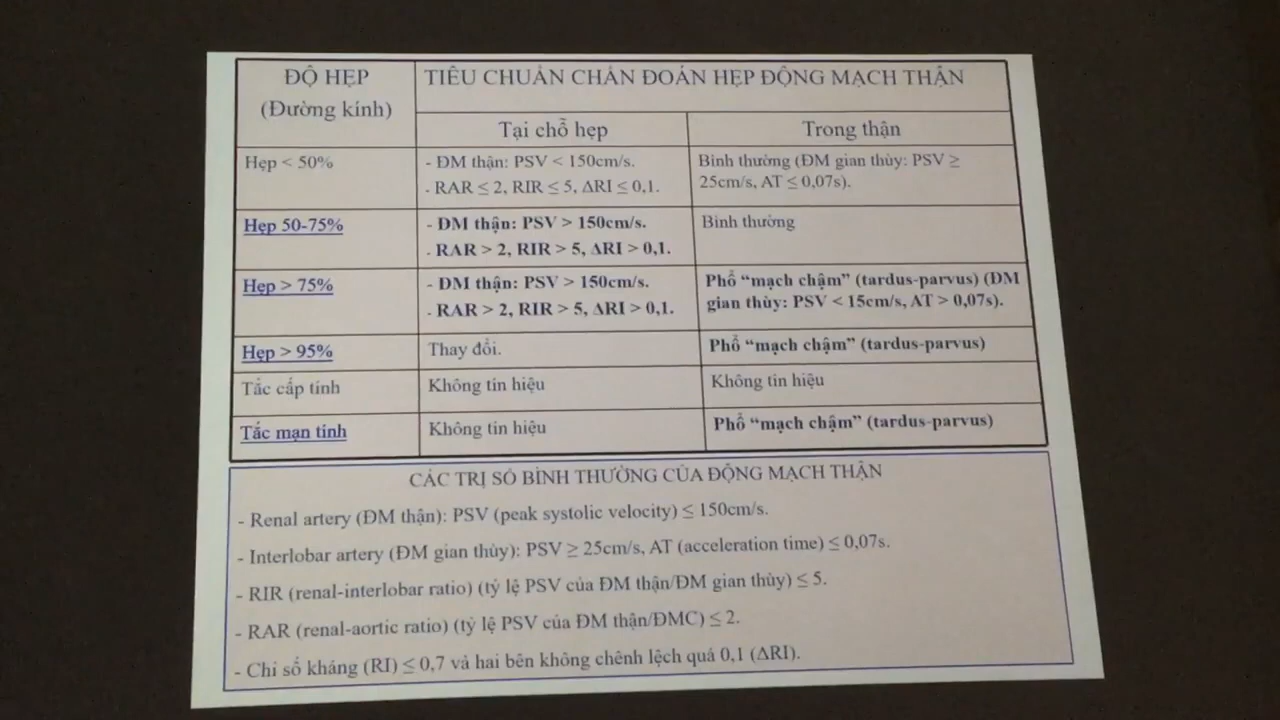 ĐỘ HẸP
(Đường kính)
TIÊU CHUẨN CHẨN ĐOÁN HẸP ĐỘNG MẠCH THẬN
Tại chỗ hẹp
Trong thận
Hẹp < 50%
- ĐM thận: PSV < 150cm/s.
- RAR ≤ 2, RIR ≤ 5, ΔRI ≤ 0,1.
Bình thường (ĐM gian thùy: PSV ≥
25cm/s, AT ≤ 0,07s).
Hẹp 50-75%
- ĐM thận: PSV > 150cm/s.
- RAR > 2, RIR > 5, ΔRI > 0,1.
Bình thường
Hẹp > 75%
- ĐM thận: PSV > 150cm/s.
- RAR > 2, RIR > 5, ΔRI > 0,1.
Phổ “mạch chậm” (tardus-parvus) (ĐM
gian thùy: PSV < 15cm/s, AT > 0,07s).
Hẹp > 95%
Thay đổi.
Phổ “mạch chậm” (tardus-parvus)
Tắc cấp tính
Không tín hiệu
Không tín hiệu
Tắc mạn tính
Không tín hiệu
Phổ “mạch chậm” (tardus-parvus)
CÁC TRỊ SỐ BÌNH THƯỜNG CỦA ĐỘNG MẠCH THẬN
- Renal artery (ĐM thận): PSV (peak systolic velocity) ≤ 150cm/s.
- Interlobar artery (ĐM gian thùy): PSV ≥ 25cm/s, AT (acceleration time) ≤ 0,07s.
- RIR (renal-interlobar ratio) (tỷ lệ PSV của ĐM thận/ĐM gian thùy) ≤ 5.
- RAR (renal-aortic ratio) (tỷ lệ PSV của ĐM thận/ĐMC) ≤ 2.
- Chỉ số kháng (RI) ≤ 0,7 và hai bên không chênh lệch quá 0,1 (ΔRI).